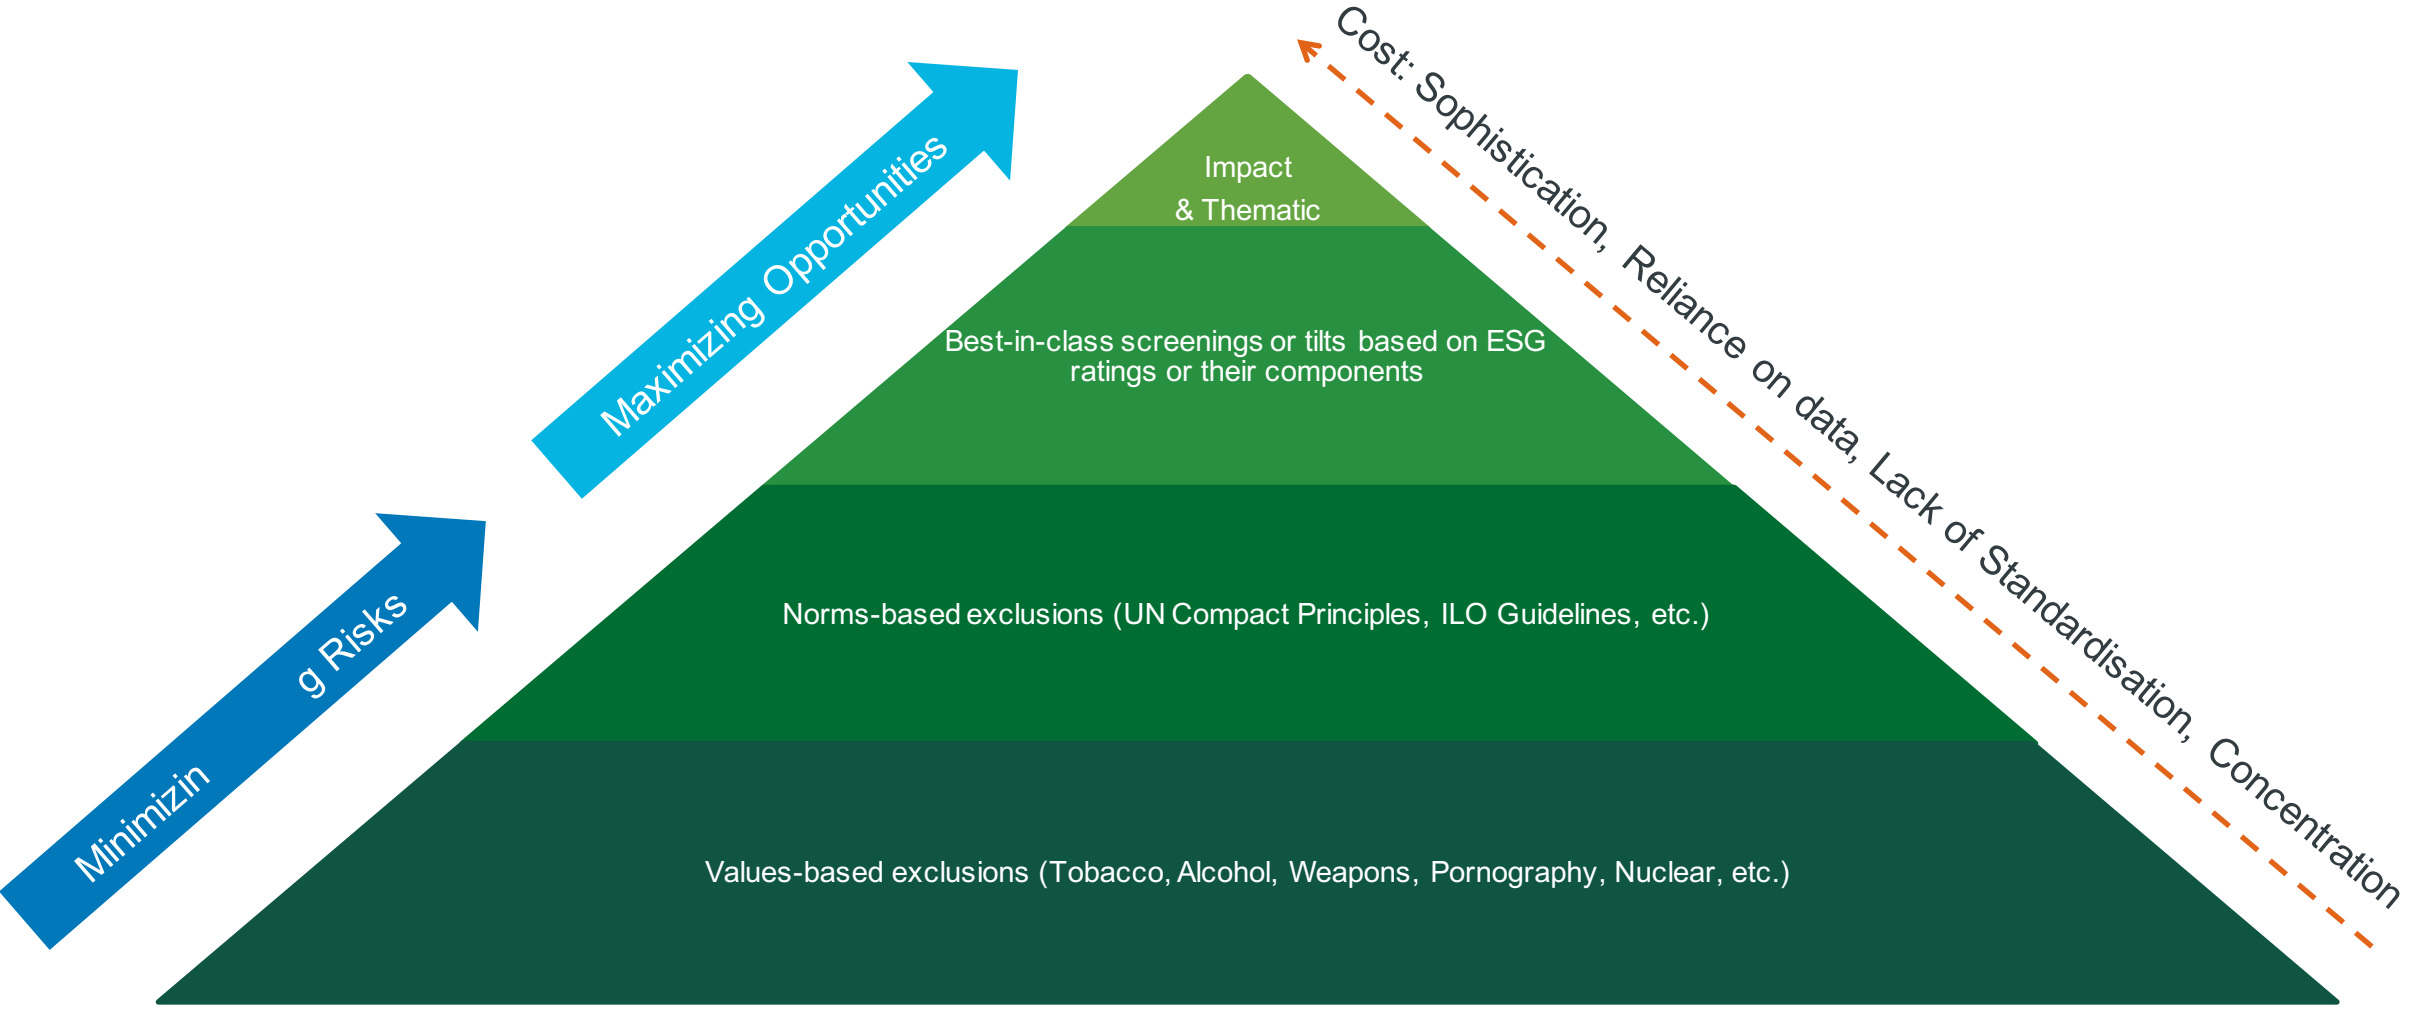 Cost: Sophistication, Reliance on data, Lack of Standardisation, Concentration
Maximizing Opportunities
Minimizin g Risks
Impact
& Thematic
Best-in-class screenings or tilts based on ESG
ratings or their components
Norms-based exclusions (UN Compact Principles, ILO Guidelines, etc.)
Values-based exclusions (Tobacco, Alcohol, Weapons, Pornography, Nuclear, etc.)